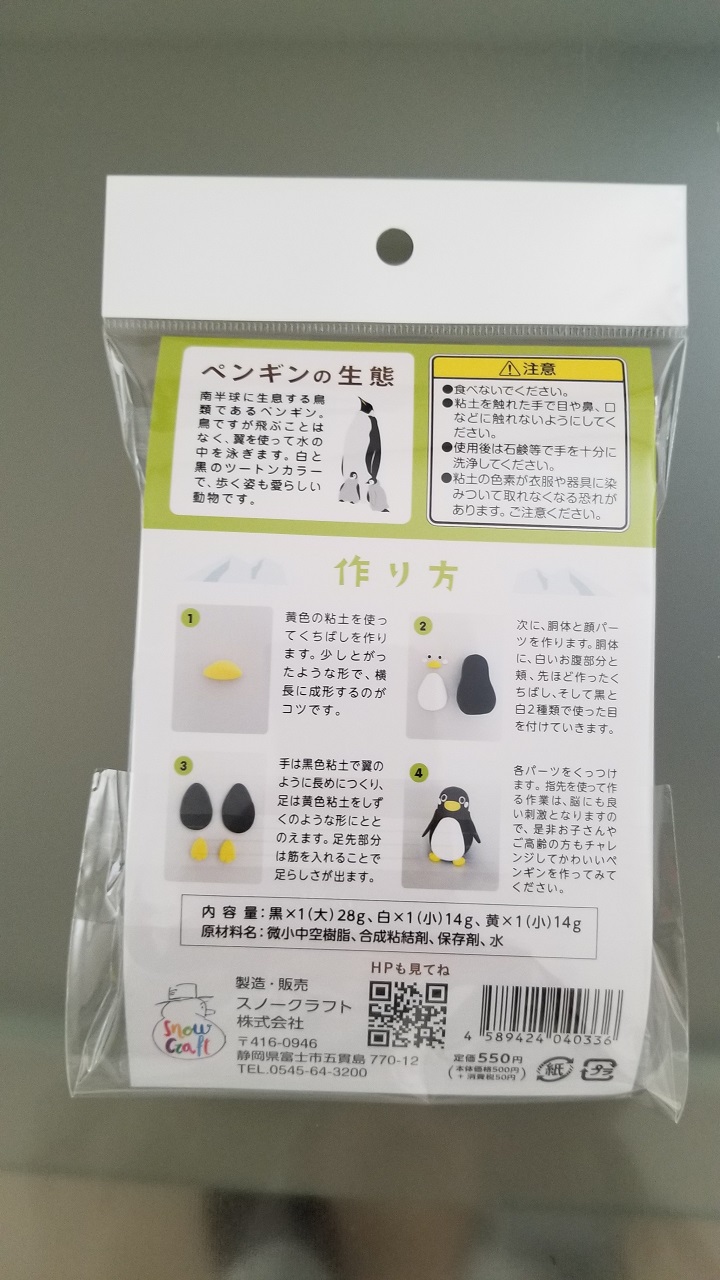 ペンギンの生態
南半球に生息する鳥
類であるペンギン。
鳥ですが飛ぶことは
なく、翼を使って水の
中を泳ぎます。白と
黒のツートンカラー
で、歩く姿も愛らしい
動物です。
注意
●食べないでください。
●粘土を触れた手で目や鼻、口
などに触れないようにしてく
ださい。
●使用後は石鹸等で手を十分に
洗浄してください。
●粘土の色素が衣服や器具に染
みついて取れなくなる恐れが
あります。ご注意ください。
作り方
1
黄色の粘土を使っ
てくちばしを作り
ます。少しとがっ
たような形で、横
長に成形するのが
コツです。
2
次に、胴体と顔パー
ツを作ります。胴体
に、白いお腹部分と
頬、先ほど作ったく
ちばし、そして黒と
白2種類で使った目
を付けていきます。
3
手は黒色粘土で翼の
ように長めにつくり、
足は黄色粘土をしず
くのような形にとと
のえます。足先部分
は筋を入れることで
足らしさが出ます。
4
各パーツをくっつけ
ます。指先を使って作
る作業は、脳にも良
い刺激となりますの
で、是非お子さんや
ご高齢の方もチャレ
ンジしてかわいいペ
ンギンを作ってみて
ください。
内容量：黒×1(大)28g、白×1(小)14g、黄×1(小)14g
原材料名：微小中空樹脂、合成粘結剤、保存剤、水
Snow
Craft
製造・販売
スノークラフト
株式会社
〒416-0946
静岡県富士市五貫島 770-12
TEL.0545-64-3200
HPも見てね
4 589424 040336
定価550円
(本体価格500円
+消費税50円)
紙
プラ